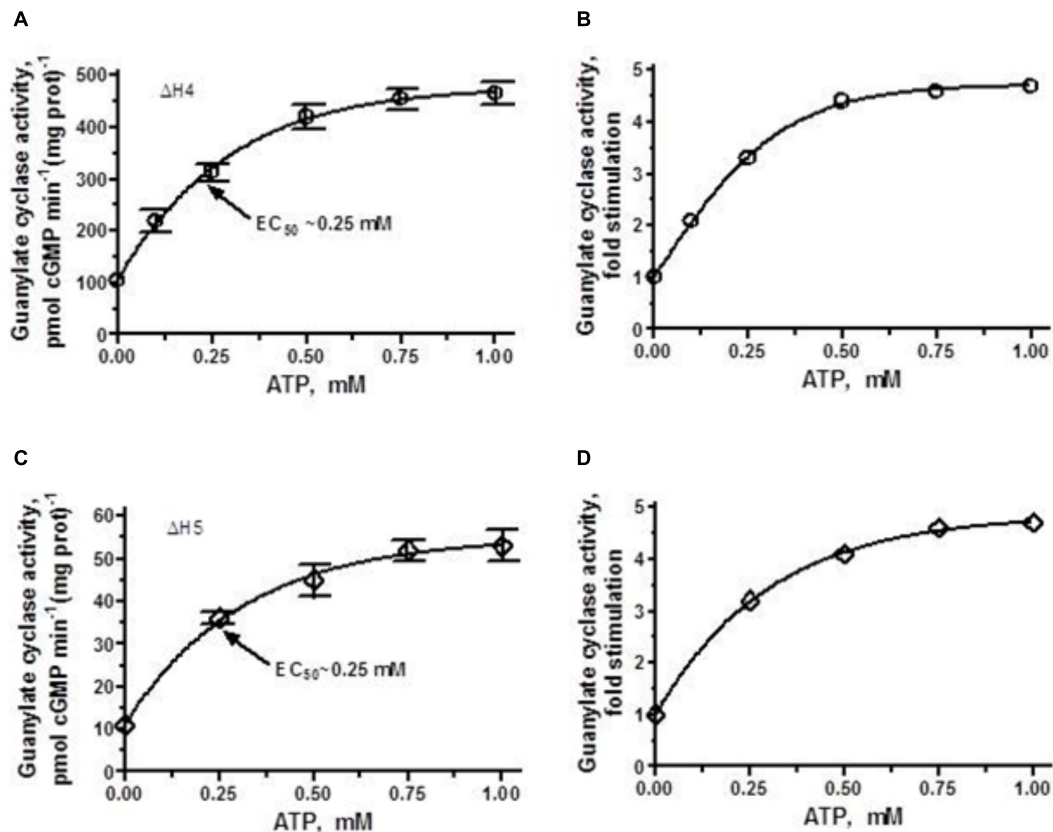 A
Guanylate cyclase activity,
pmol cGMP min⁻¹ (mg prot)⁻¹
500
400
300
200
100
0
ΔH4
EC₅₀ ~0.25 mM
0.00 0.25 0.50 0.75 1.00
ATP, mM
B
Guanylate cyclase activity,
fold stimulation
5
4
3
2
1
0
0.00 0.25 0.50 0.75 1.00
ATP, mM
C
Guanylate cyclase activity,
pmol cGMP min⁻¹ (mg prot)⁻¹
60
50
40
30
20
10
0
ΔH5
EC₅₀~0.25 mM
0.00 0.25 0.50 0.75 1.00
ATP, mM
D
Guanylate cyclase activity,
fold stimulation
5
4
3
2
1
0
0.00 0.25 0.50 0.75 1.00
ATP, mM